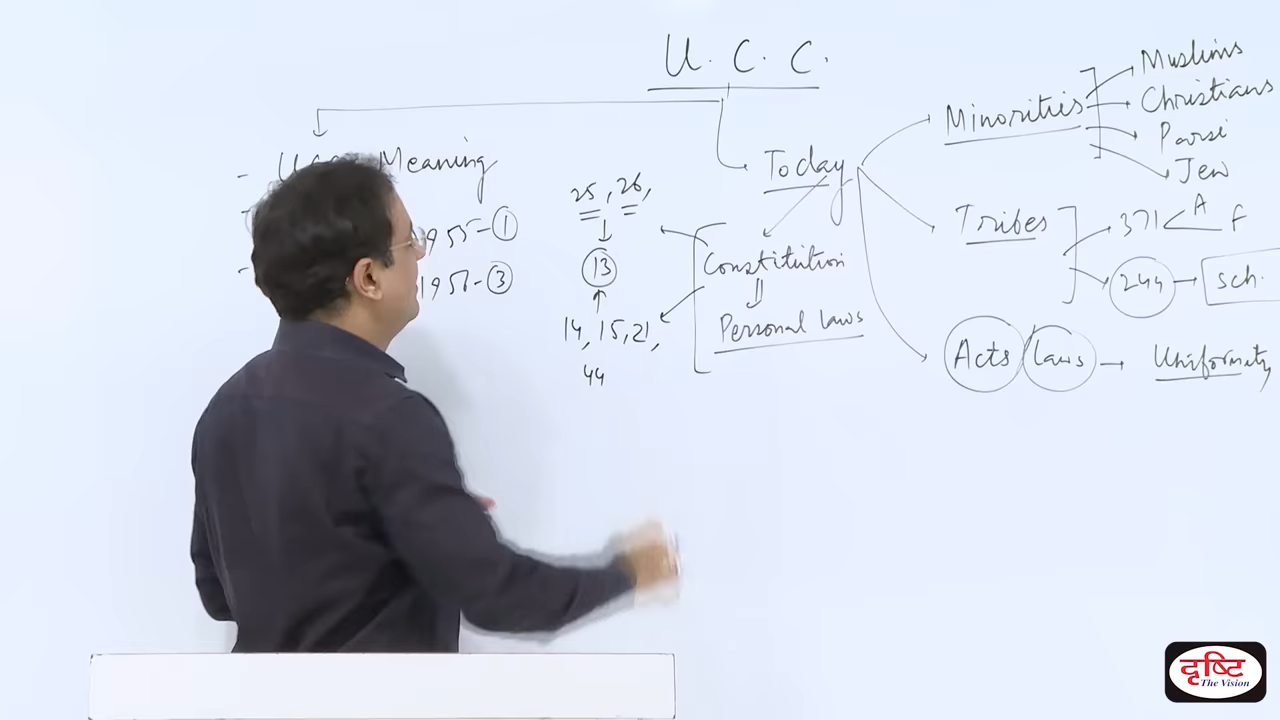 U. C. C.
- Meaning
1955 - 1
- 1956 - 3
25, 26,
13
14, 15, 21,
44
Today
Constitution
Personal laws
Minorities
Muslims
Christians
Parsi
Jew
Tribes
371 A F
244 → Sch.
Acts / Laws → Uniformity
दृष्टि
The Vision